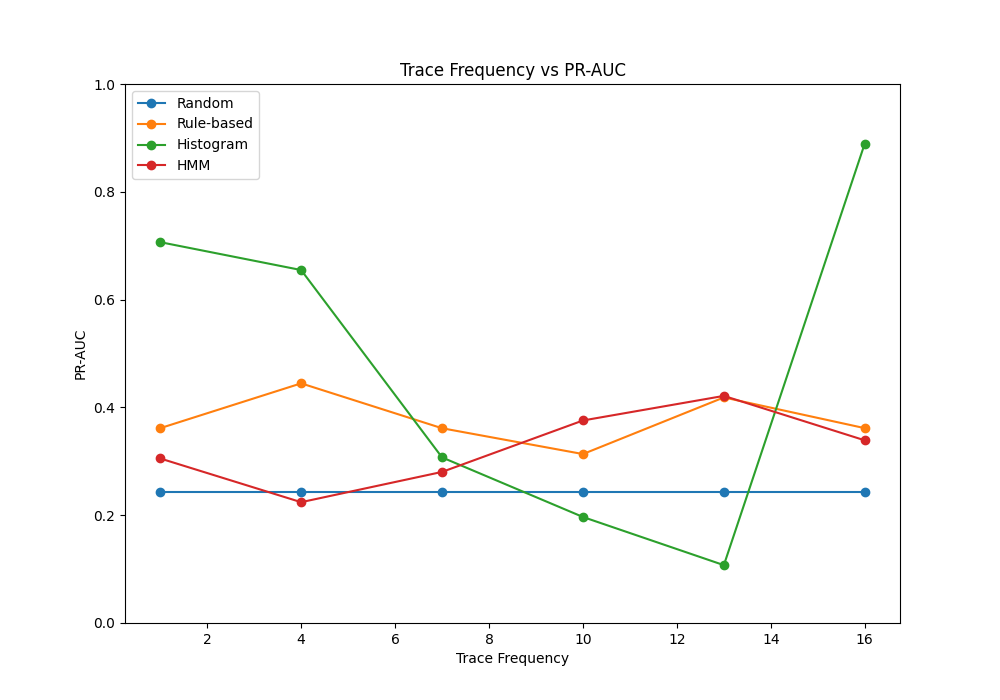 Trace Frequency vs PR-AUC
Random
Rule-based
Histogram
HMM
PR-AUC
1.0
0.8
0.6
0.4
0.2
0.0
2 4 6 8 10 12 14 16
Trace Frequency